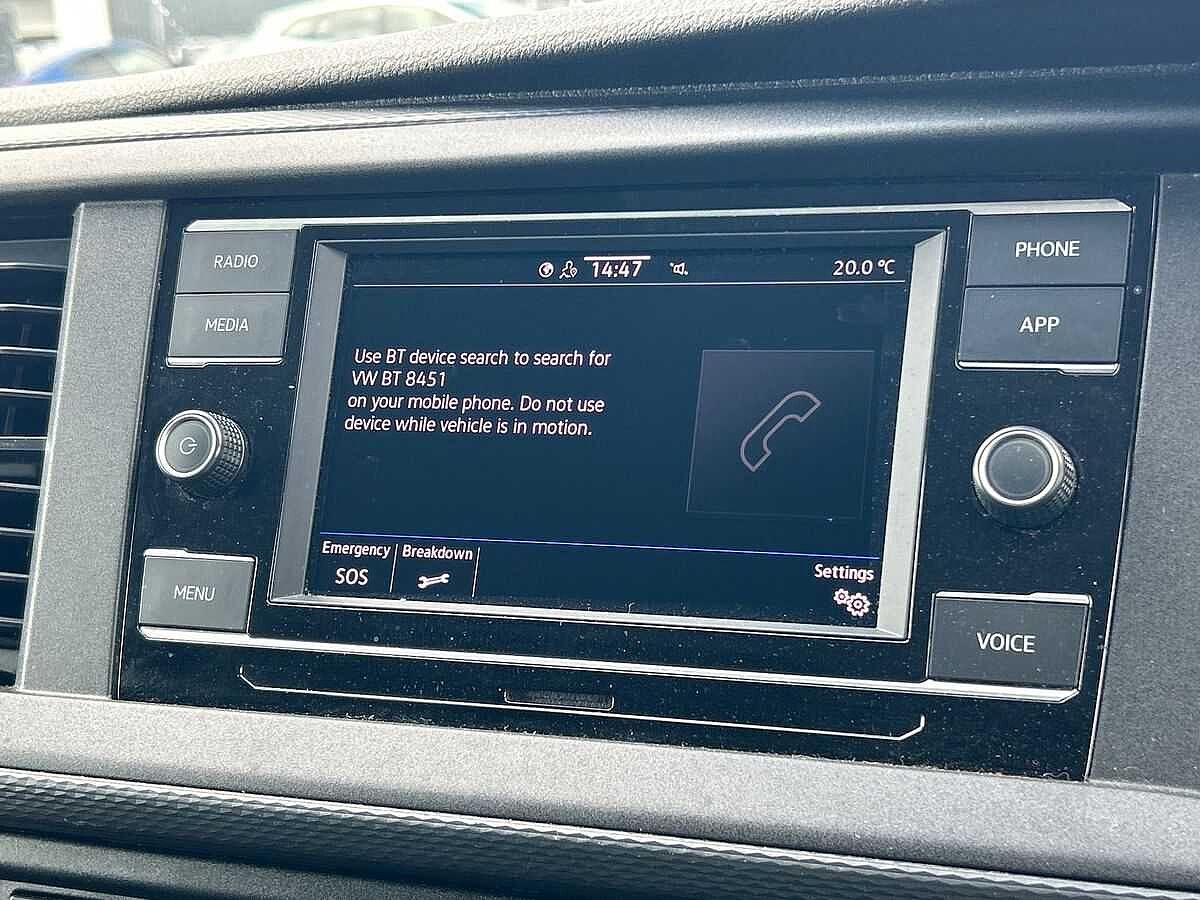 RADIO
MEDIA
14:47
20.0 °C
PHONE
APP
Use BT device search to search for
VW BT 8451
on your mobile phone. Do not use
device while vehicle is in motion.
Emergency
SOS
Breakdown
Settings
MENU
VOICE